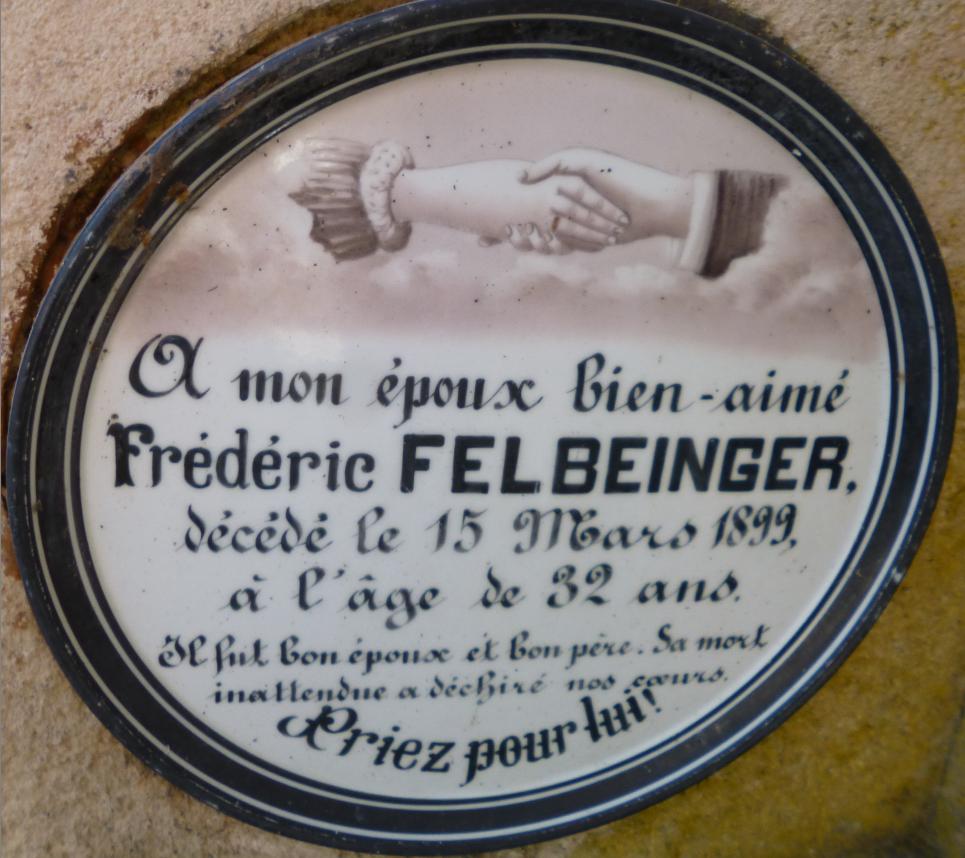 A mon époux bien-aimé
Frédéric FELBEINGER,
décédé le 15 Mars 1899,
à l'âge de 32 ans.
Il fut bon époux et bon père. Sa mort
inattendue a déchiré nos cœurs.
Priez pour lui!